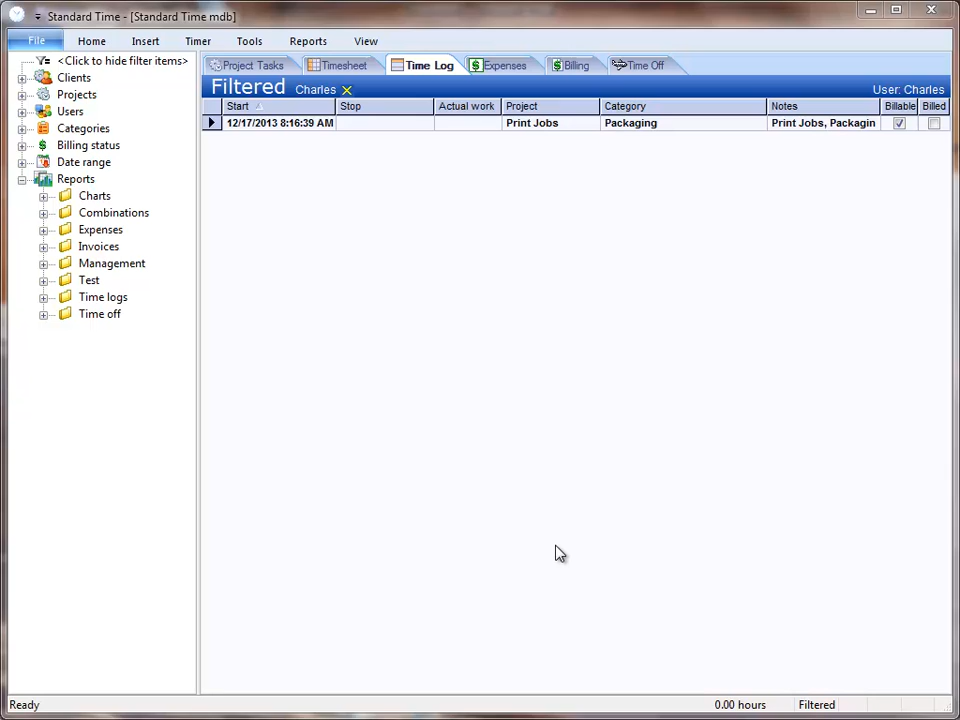 Standard Time - [Standard Time mdb]
File Home Insert Timer Tools Reports View
<Click to hide filter items>
Clients
Projects
Users
Categories
Billing status
Date range
Reports
Charts
Combinations
Expenses
Invoices
Management
Test
Time logs
Time off
Project Tasks Timesheet Time Log Expenses Billing Time Off
Filtered Charles User: Charles
Start Stop Actual work Project Category Notes Billable Billed
12/17/2013 8:16:39 AM Print Jobs Packaging Print Jobs, Packagin
Ready 0.00 hours Filtered